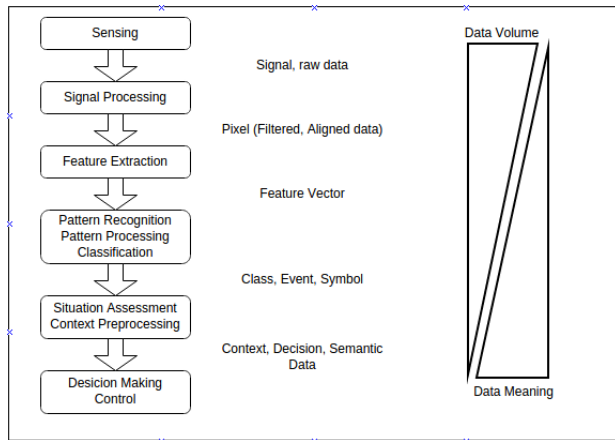 Sensing
Data Volume
Signal, raw data
Signal Processing
Pixel (Filtered, Aligned data)
Feature Extraction
Feature Vector
Pattern Recognition
Pattern Processing
Classification
Class, Event, Symbol
Situation Assessment
Context Preprocessing
Context, Decision, Semantic
Data
Desicion Making
Control
Data Meaning